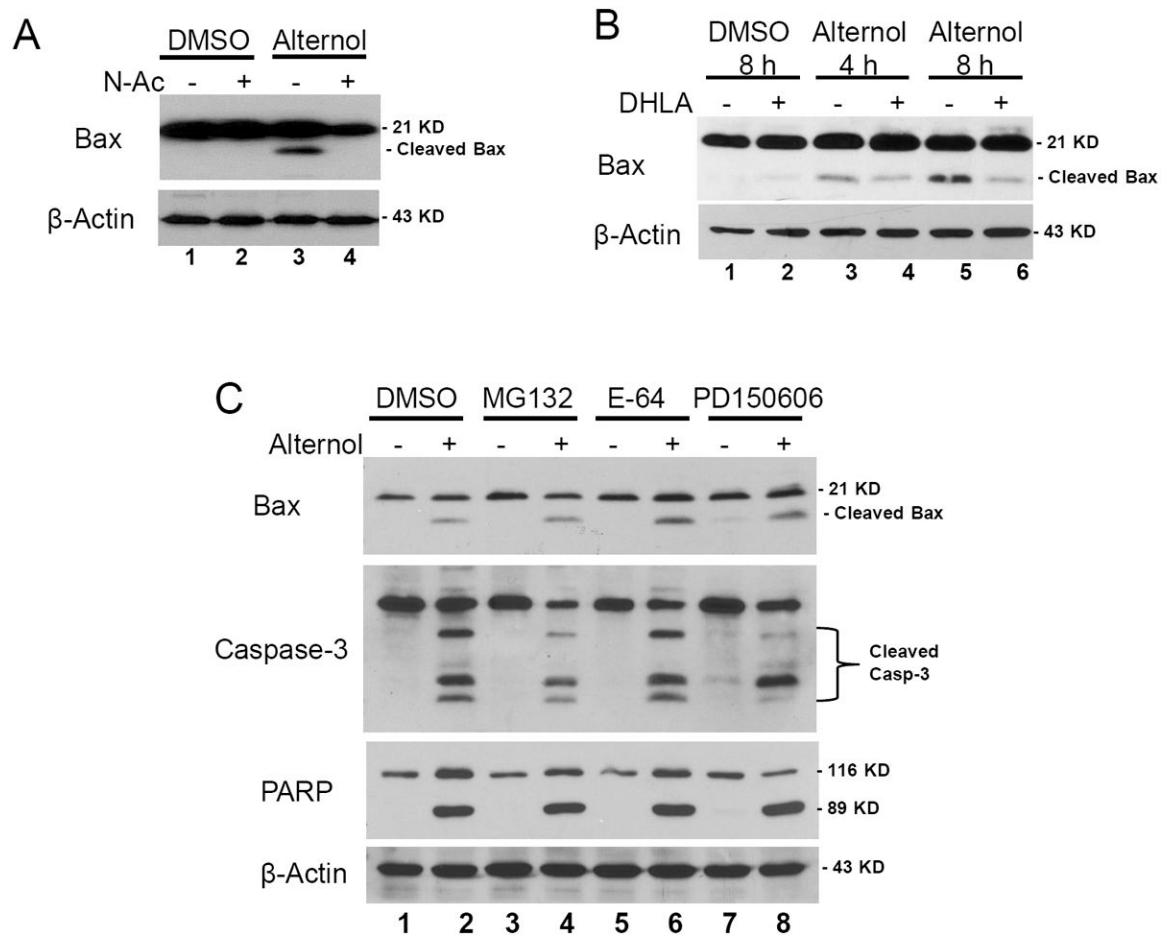 A
DMSO Alternol
N-Ac - + - +
Bax - 21 KD
- Cleaved Bax
β-Actin - 43 KD
1 2 3 4
B
DMSO Alternol Alternol
8 h 4 h 8 h
DHLA - + - + - +
Bax - 21 KD
- Cleaved Bax
β-Actin - 43 KD
1 2 3 4 5 6
C
DMSO MG132 E-64 PD150606
Alternol - + - + - + - +
Bax - 21 KD
- Cleaved Bax
Caspase-3 Cleaved
Casp-3
PARP - 116 KD
- 89 KD
β-Actin - 43 KD
1 2 3 4 5 6 7 8